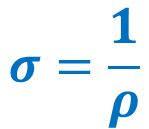 σ = 1/ρ